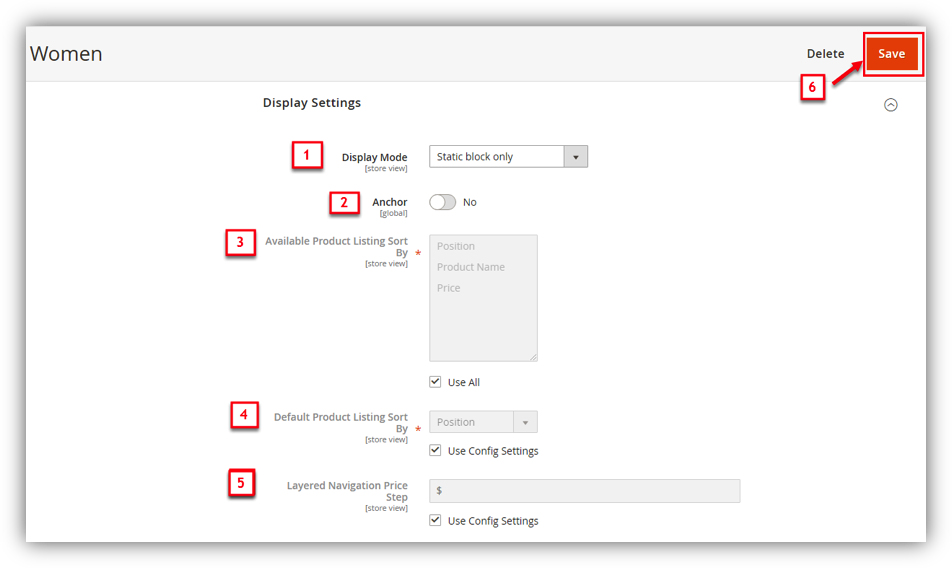 Women
Delete
Save
6
Display Settings
1
Display Mode
[store view]
Static block only
2
Anchor
[global]
No
3
Available Product Listing Sort
By
*
[store view]
Position
Product Name
Price
Use All
4
Default Product Listing Sort
By
*
[store view]
Position
Use Config Settings
5
Layered Navigation Price
Step
[store view]
$
Use Config Settings